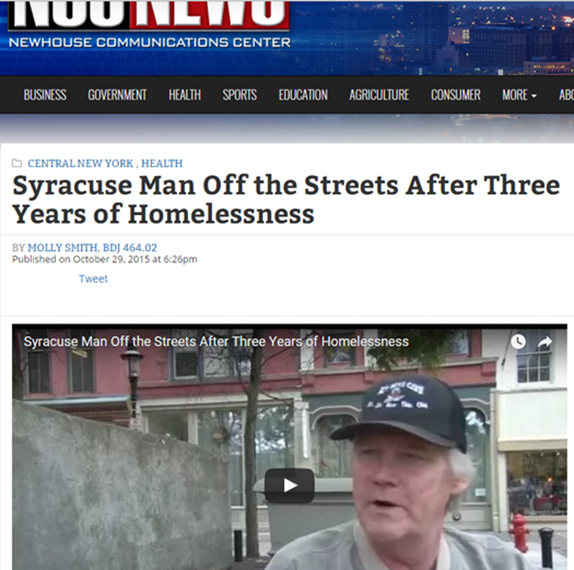 NCC NEWS
NEWHOUSE COMMUNICATIONS CENTER
BUSINESS GOVERNMENT HEALTH SPORTS EDUCATION AGRICULTURE CONSUMER MORE ABO
CENTRAL NEW YORK , HEALTH
Syracuse Man Off the Streets After Three
Years of Homelessness
BY MOLLY SMITH, BDJ 464.02
Published on October 29, 2015 at 6:26pm
Tweet
Syracuse Man Off the Streets After Three Years of Homelessness